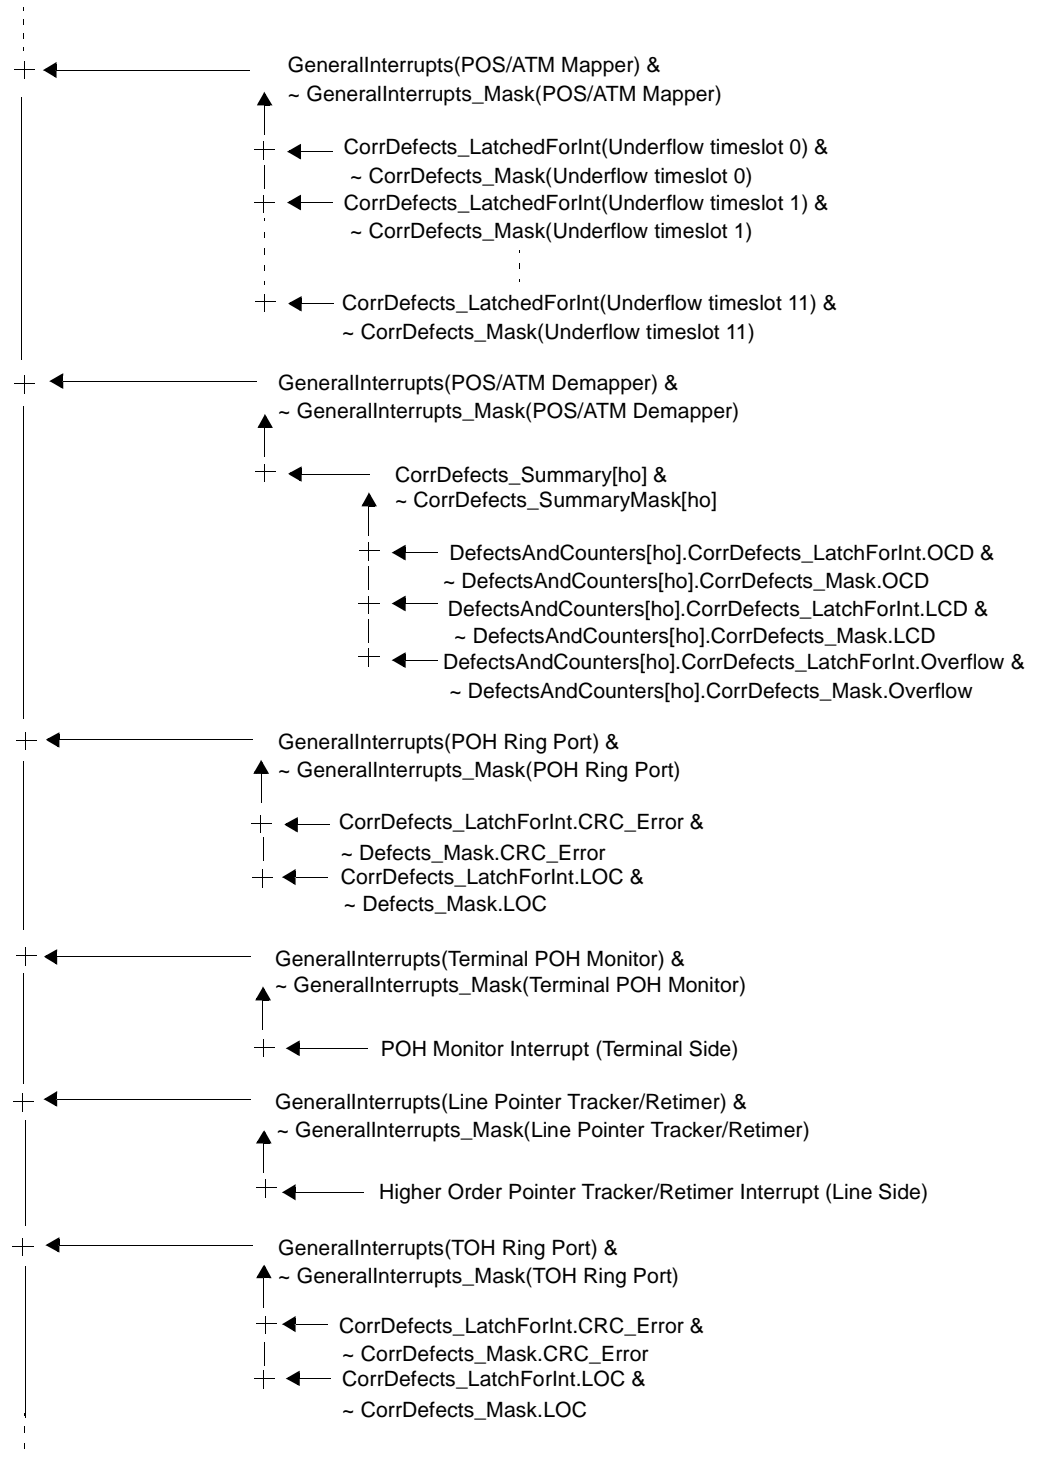 GeneralInterrupts(POS/ATM Mapper) &
~ GeneralInterrupts_Mask(POS/ATM Mapper)
CorrDefects_LatchedForInt(Underflow timeslot 0) &
~ CorrDefects_Mask(Underflow timeslot 0)
CorrDefects_LatchedForInt(Underflow timeslot 1) &
~ CorrDefects_Mask(Underflow timeslot 1)
CorrDefects_LatchedForInt(Underflow timeslot 11) &
~ CorrDefects_Mask(Underflow timeslot 11)
GeneralInterrupts(POS/ATM Demapper) &
~ GeneralInterrupts_Mask(POS/ATM Demapper)
CorrDefects_Summary[ho] &
~ CorrDefects_SummaryMask[ho]
DefectsAndCounters[ho].CorrDefects_LatchForInt.OCD &
~ DefectsAndCounters[ho].CorrDefects_Mask.OCD
DefectsAndCounters[ho].CorrDefects_LatchForInt.LCD &
~ DefectsAndCounters[ho].CorrDefects_Mask.LCD
DefectsAndCounters[ho].CorrDefects_LatchForInt.Overflow &
~ DefectsAndCounters[ho].CorrDefects_Mask.Overflow
GeneralInterrupts(POH Ring Port) &
~ GeneralInterrupts_Mask(POH Ring Port)
CorrDefects_LatchForInt.CRC_Error &
~ Defects_Mask.CRC_Error
CorrDefects_LatchForInt.LOC &
~ Defects_Mask.LOC
GeneralInterrupts(Terminal POH Monitor) &
~ GeneralInterrupts_Mask(Terminal POH Monitor)
POH Monitor Interrupt (Terminal Side)
GeneralInterrupts(Line Pointer Tracker/Retimer) &
~ GeneralInterrupts_Mask(Line Pointer Tracker/Retimer)
Higher Order Pointer Tracker/Retimer Interrupt (Line Side)
GeneralInterrupts(TOH Ring Port) &
~ GeneralInterrupts_Mask(TOH Ring Port)
CorrDefects_LatchForInt.CRC_Error &
~ CorrDefects_Mask.CRC_Error
CorrDefects_LatchForInt.LOC &
~ CorrDefects_Mask.LOC